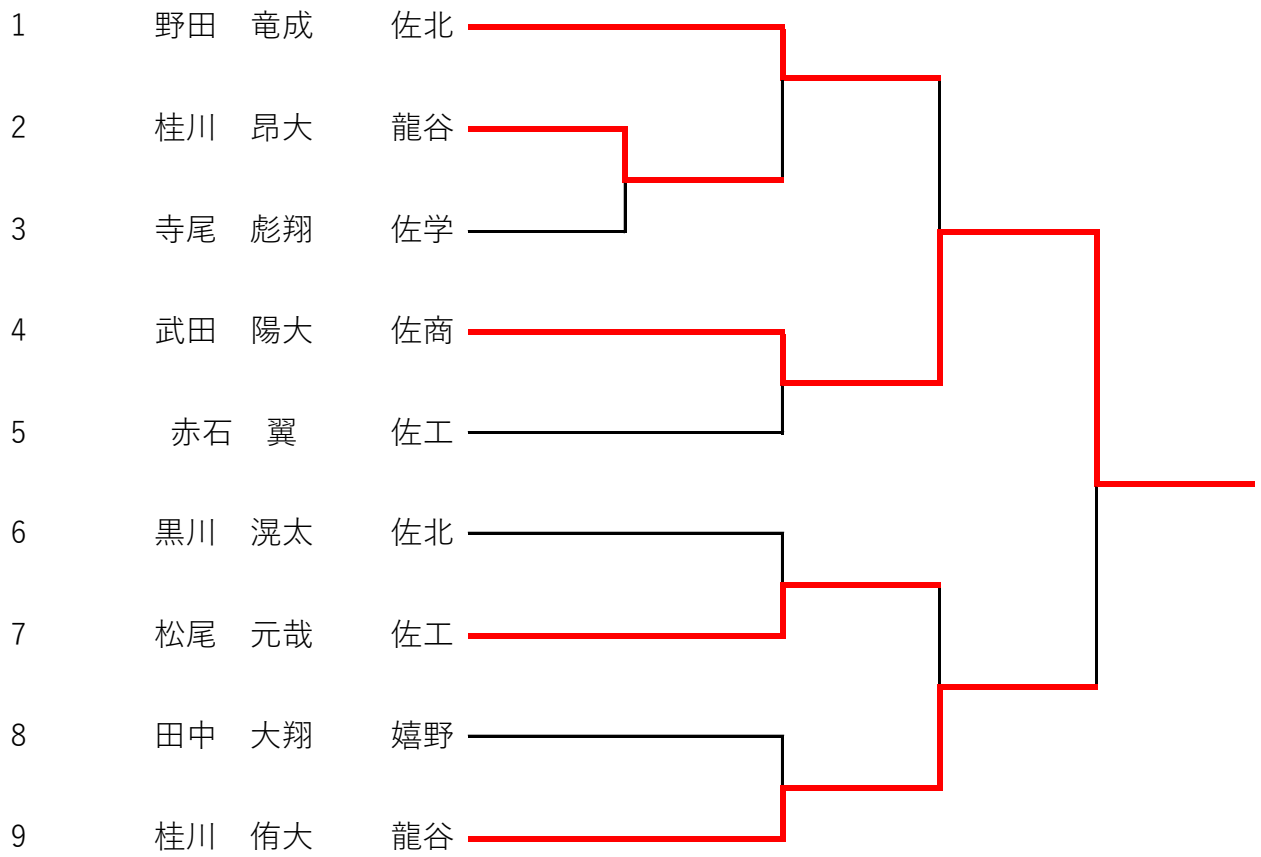 1 野田　竜成 佐北
2 桂川　昂大 龍谷
3 寺尾　彪翔 佐学
4 武田　陽大 佐商
5 赤石　翼 佐工
6 黒川　滉太 佐北
7 松尾　元哉 佐工
8 田中　大翔 嬉野
9 桂川　侑大 龍谷